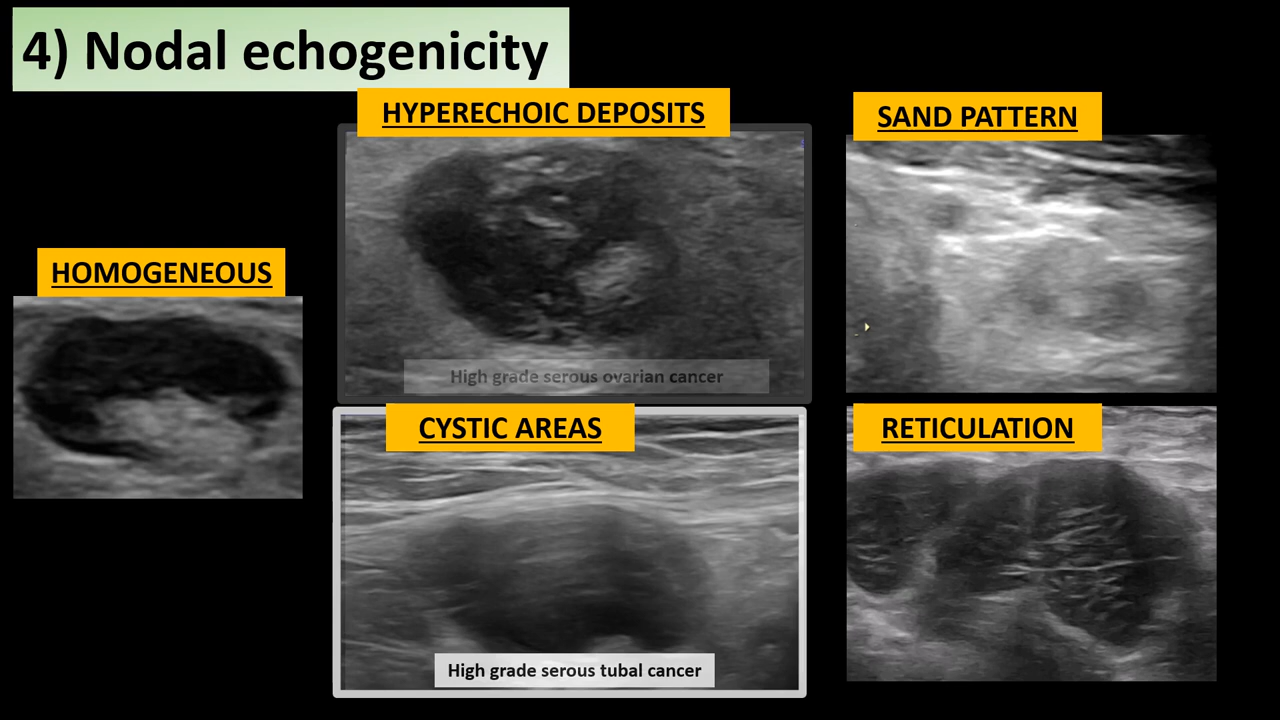 4) Nodal echogenicity
HYPERECHOIC DEPOSITS
SAND PATTERN
HOMOGENEOUS
High grade serous ovarian cancer
CYSTIC AREAS
RETICULATION
High grade serous tubal cancer